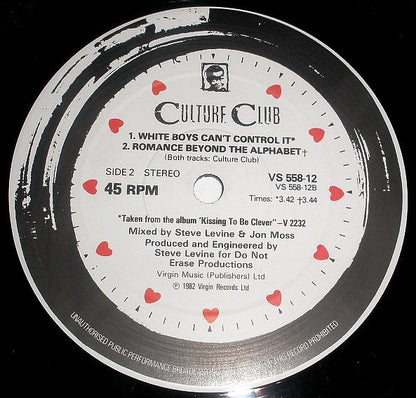 CULTURE CLUB
1. WHITE BOYS CAN'T CONTROL IT*
2. ROMANCE BEYOND THE ALPHABET†
(Both tracks: Culture Club)
SIDE 2 STEREO
45 RPM
VS 558-12
VS 558-12B
Times: *3.42 †3.44
*Taken from the album 'Kissing To Be Clever'—V 2232
Mixed by Steve Levine & Jon Moss
Produced and Engineered by
Steve Levine for Do Not
Erase Productions
Virgin Music (Publishers) Ltd
℗ 1982 Virgin Records Ltd
UNAUTHORISED PUBLIC PERFORMANCE BROADCASTING THIS RECORD PROHIBITED